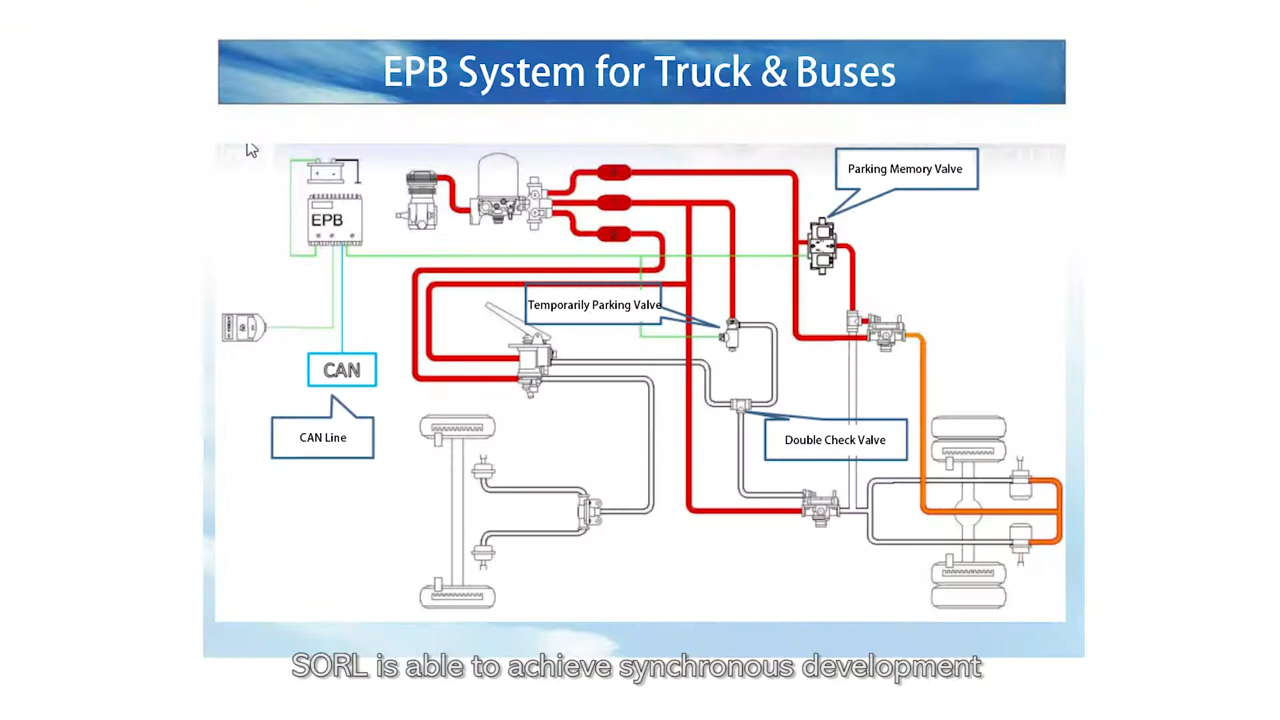 EPB System for Truck & Buses
Parking Memory Valve
EPB
Temporarily Parking Valve
CAN
CAN Line
Double Check Valve
SORL is able to achieve synchronous development